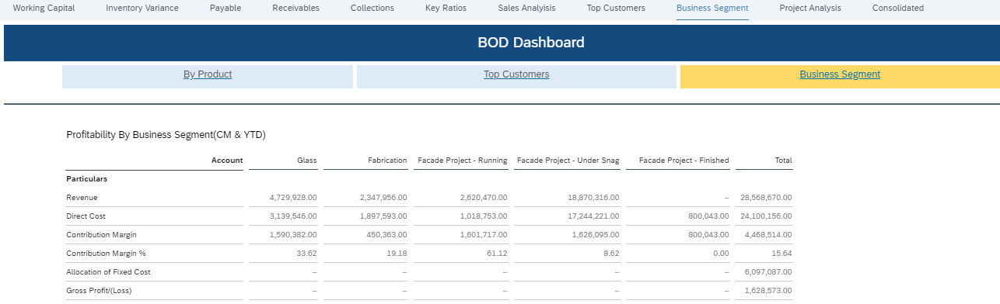 Working Capital Inventory Variance Payable Receivables Collections Key Ratios Sales Analyisis Top Customers Business Segment Project Analysis Consolidated
BOD Dashboard
By Product Top Customers Business Segment
Profitability By Business Segment(CM & YTD)
Account Glass Fabrication Facade Project - Running Facade Project - Under Snag Facade Project - Finished Total
Particulars
Revenue 4,729,928.00 2,347,956.00 2,620,470.00 18,870,316.00 – 28,568,670.00
Direct Cost 3,139,546.00 1,897,593.00 1,018,753.00 17,244,221.00 800,043.00 24,100,156.00
Contribution Margin 1,590,382.00 450,363.00 1,601,717.00 1,626,095.00 800,043.00 4,468,514.00
Contribution Margin % 33.62 19.18 61.12 8.62 0.00 15.64
Allocation of Fixed Cost – – – – – 6,097,087.00
Gross Profit/(Loss) – – – – – 1,628,573.00